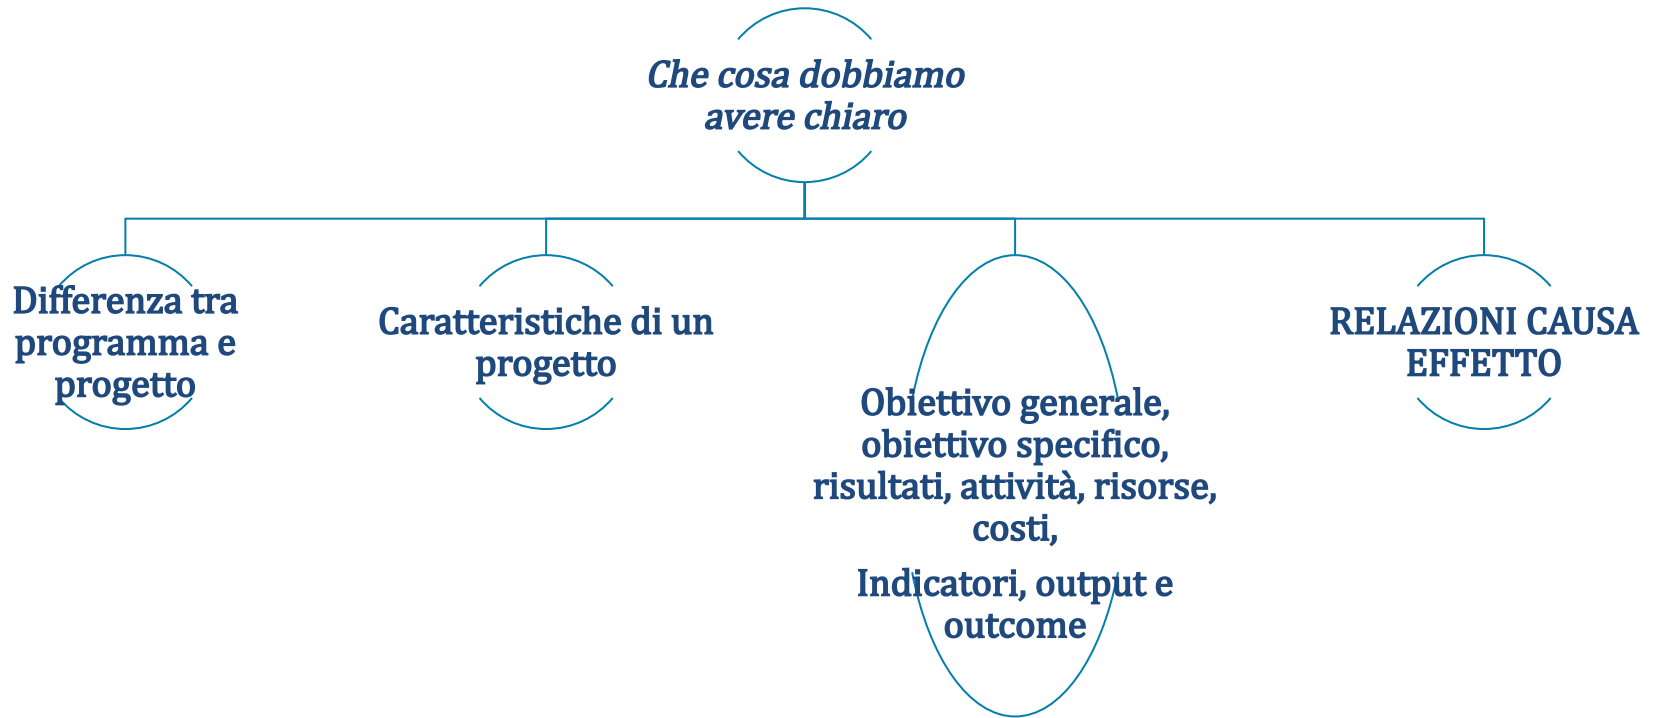 Che cosa dobbiamo
avere chiaro
Differenza tra
programma e
progetto
Caratteristiche di un
progetto
Obiettivo generale,
obiettivo specifico,
risultati, attività, risorse,
costi,
Indicatori, output e
outcome
RELAZIONI CAUSA
EFFETTO